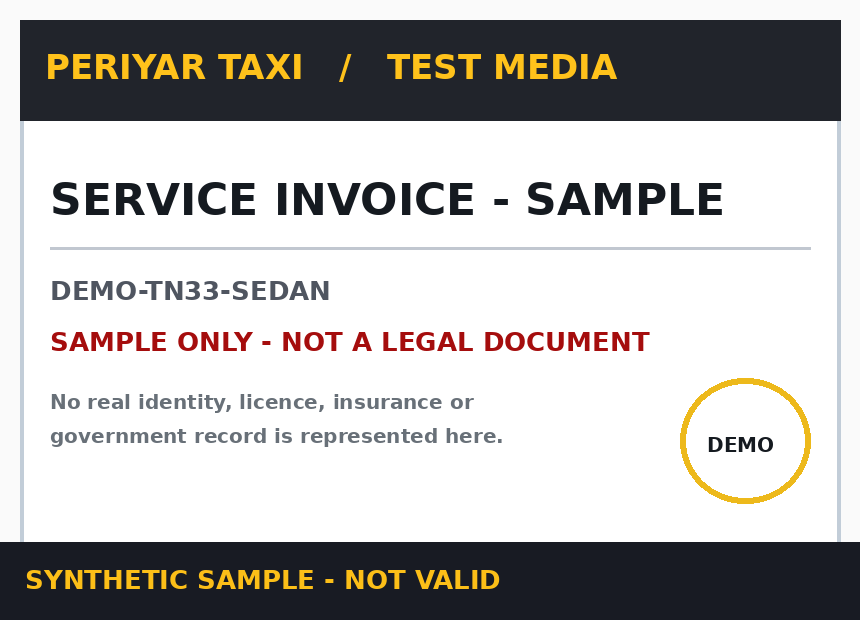 PERIYAR TAXI / TEST MEDIA
SERVICE INVOICE - SAMPLE
DEMO-TN33-SEDAN
SAMPLE ONLY - NOT A LEGAL DOCUMENT
No real identity, licence, insurance or
government record is represented here.
DEMO
SYNTHETIC SAMPLE - NOT VALID